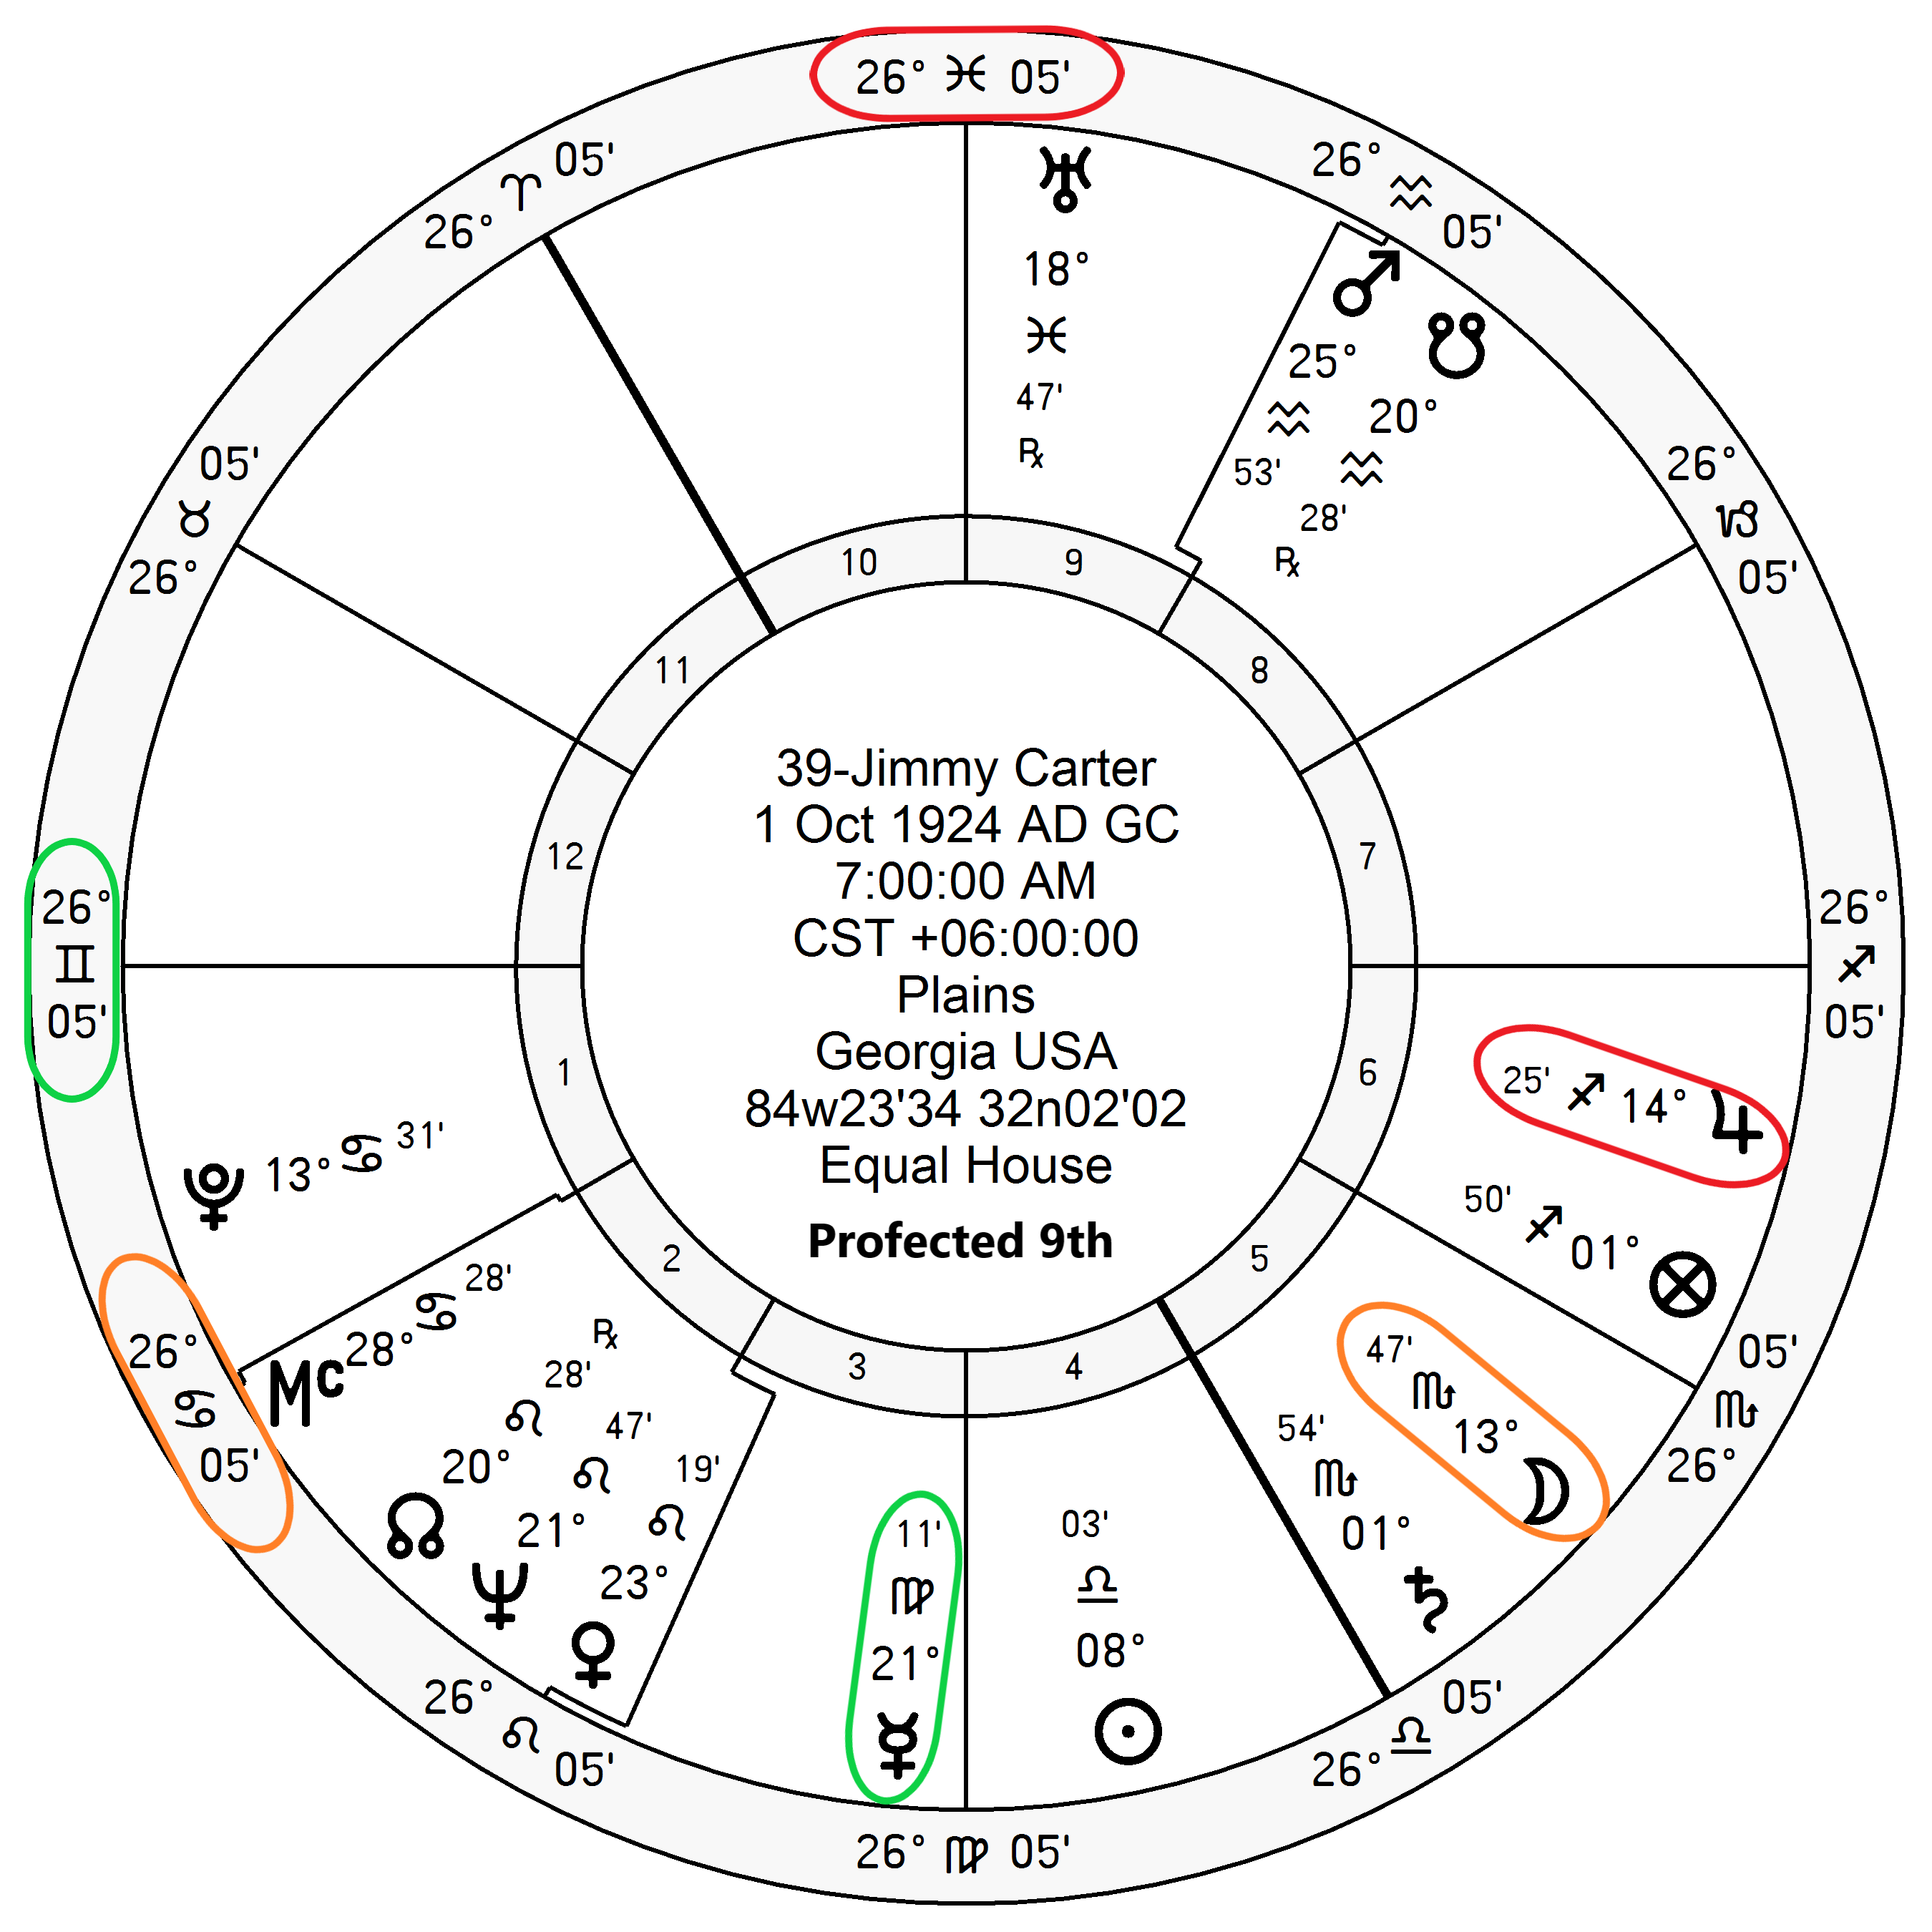 26° ♓ 05'
26° ♈ 05'
26° ♒ 05'
♅
18°
♓
47'
℞
♂
25°
♒
53'
☋
20°
♒
28'
℞
26° ♉ 05'
26° ♑ 05'
10
9
11
8
12
7
39-Jimmy Carter
1 Oct 1924 AD GC
7:00:00 AM
CST +06:00:00
Plains
Georgia USA
84w23'34 32n02'02
Equal House
Profected 9th
26°
♊
05'
26°
♐
05'
1
6
2
5
3
4
♇ 13° ♋ 31'
25' ♐ 14° ♃
50' ♐ 01° ⊗
26° ♋ 05'
Mc 28° ♋ 28'
☊ 20° ♌ 28' ℞
♆ 21° ♌ 47'
♀ 23° ♌ 19'
11'
♍
21°
☿
03'
♎
08°
☉
54'
♏
01°
♄
47'
♏
13°
☽
05'
♏
26°
26° ♌ 05'
26° ♍ 05'
26° ♎ 05'